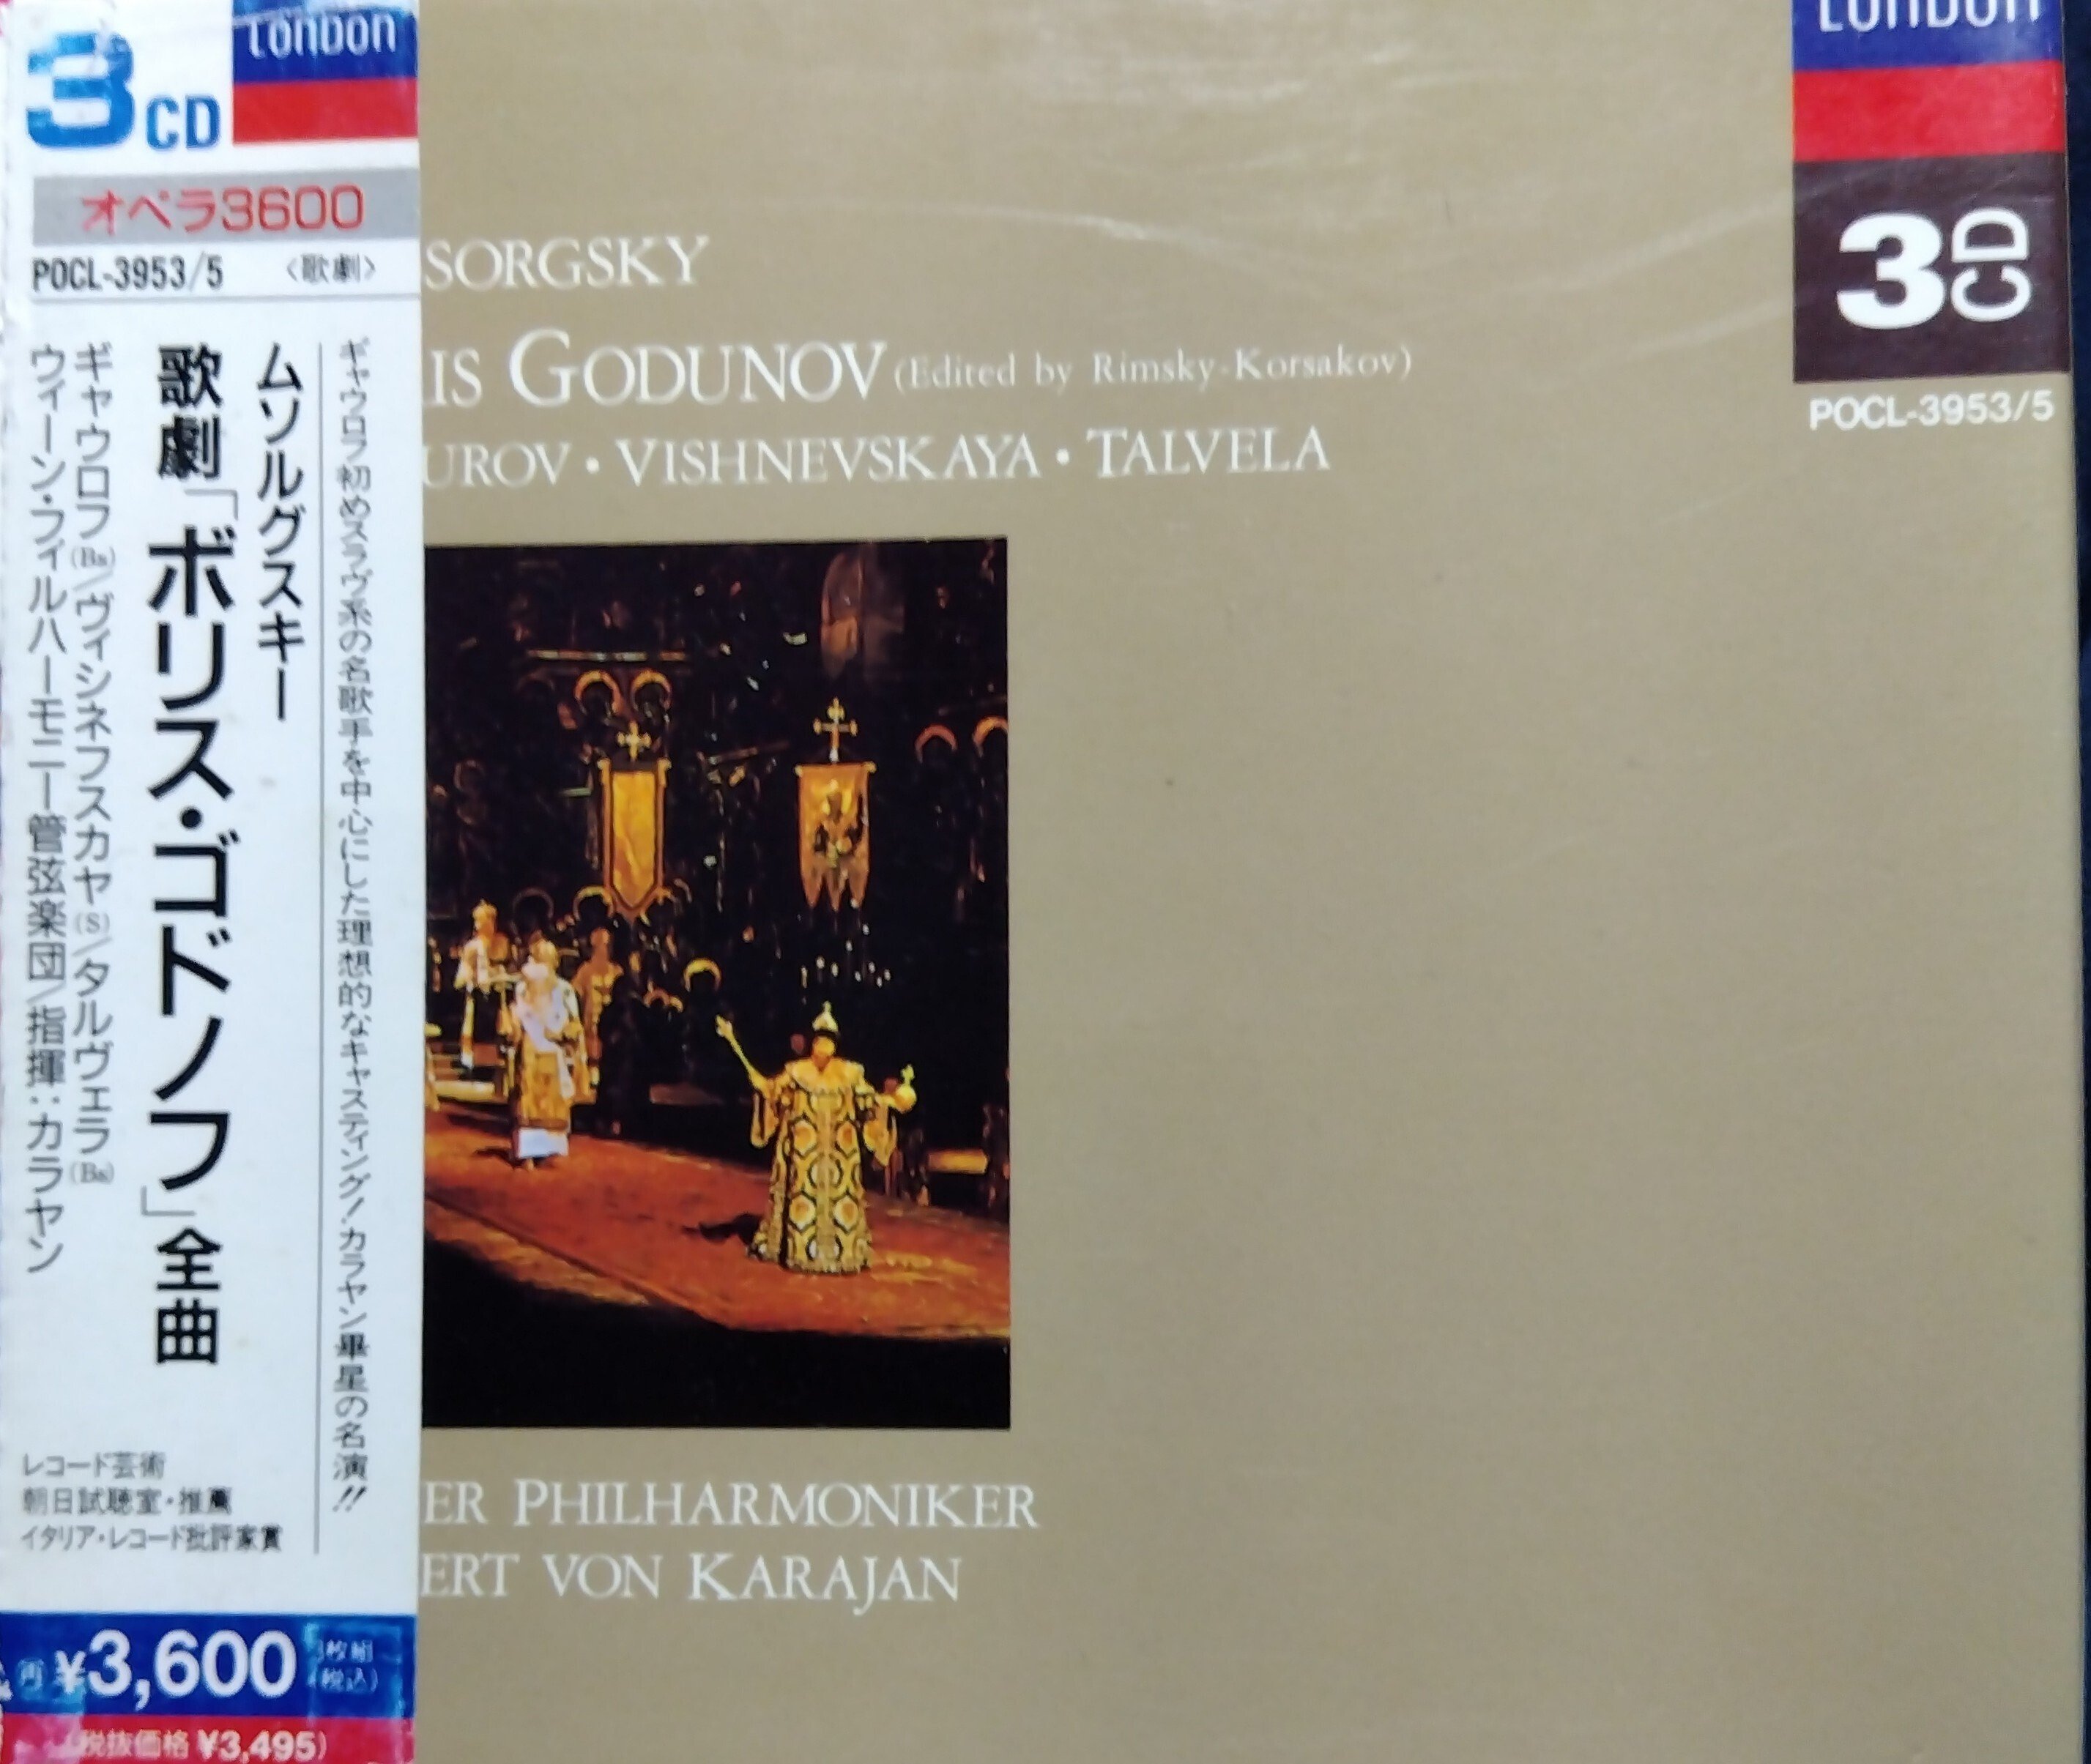 3CD
LONDON
オペラ3600
POCL-3953/5 〈歌劇〉
ギャウロフ初めスラヴ系の名歌手を中心にした理想的なキャスティング!カラヤン畢星の名演!!
ムソルグスキー
歌劇「ボリス・ゴドノフ」全曲
ギャウロフ(Bs)/ヴィシネフスカヤ(S)/タルヴェラ(Bs)
ウィーン・フィルハーモニー管弦楽団/指揮:カラヤン
レコード芸術
朝日試聴室・推薦
イタリア・レコード批評家賞
再 ¥3,600 3枚組
(税込)
(税抜価格 ¥3,495)
SORGSKY
IS GODUNOV (Edited by Rimsky-Korsakov)
UROV・VISHNEVSKAYA・TALVELA
ER PHILHARMONIKER
ERT VON KARAJAN
LONDON
3CD
POCL-3953/5